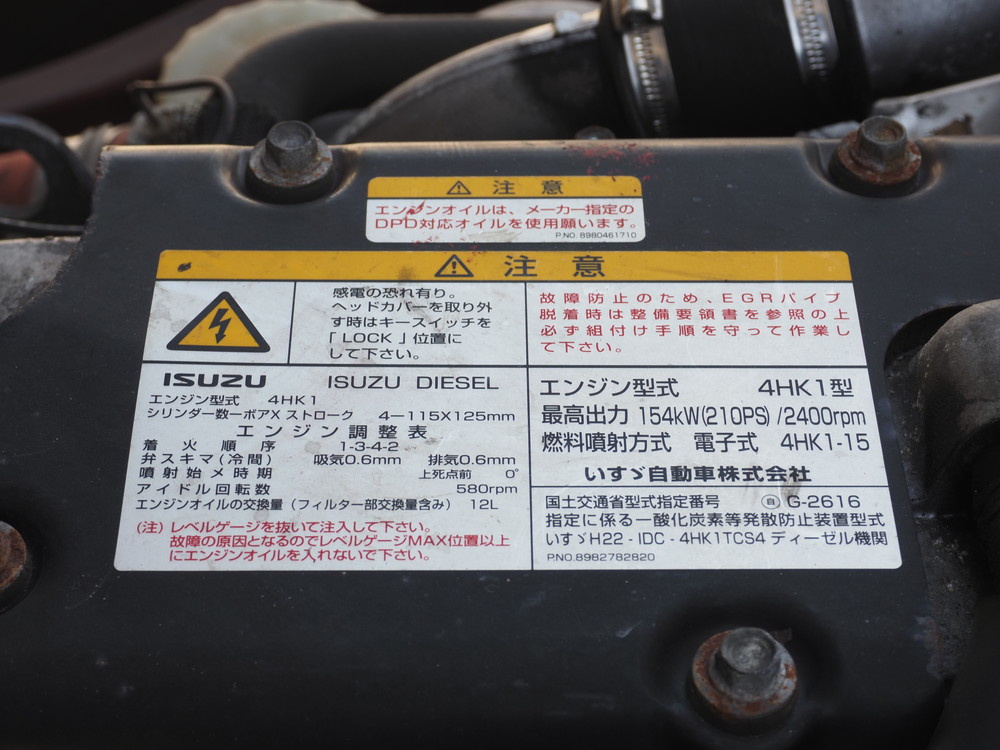 ⚠ 注意
エンジンオイルは、メーカー指定の
DPD対応オイルを使用願います。
P.NO. 8980461710
⚠ 注意
感電の恐れ有り。
ヘッドカバーを取り外
す時はキースイッチを
「 LOCK 」位置に
して下さい。
故障防止のため、EGRパイプ
脱着時は整備要領書を参照の上
必ず組付け手順を守って作業し
て下さい。
ISUZU ISUZU DIESEL
エンジン型式 4HK1
シリンダー数ーボアX ストローク 4ー115X125mm
エンジン調整表
着火順序 1-3-4-2
弁スキマ(冷間) 吸気0.6mm 排気0.6mm
噴射始メ時期 上死点前 0°
アイドル回転数 580rpm
エンジンオイルの交換量（フィルター部交換量含み） 12L
(注) レベルゲージを抜いて注入して下さい。
故障の原因となるのでレベルゲージMAX位置以上
にエンジンオイルを入れないで下さい。
エンジン型式 4HK1型
最高出力 154kW(210PS) /2400rpm
燃料噴射方式 電子式 4HK1-15
いすゞ自動車株式会社
国土交通省型式指定番号 ㊟自 G-2616
指定に係る一酸化炭素等発散防止装置型式
いすゞH22 - IDC - 4HK1TCS4 ディーゼル機関
P.NO.8982782820